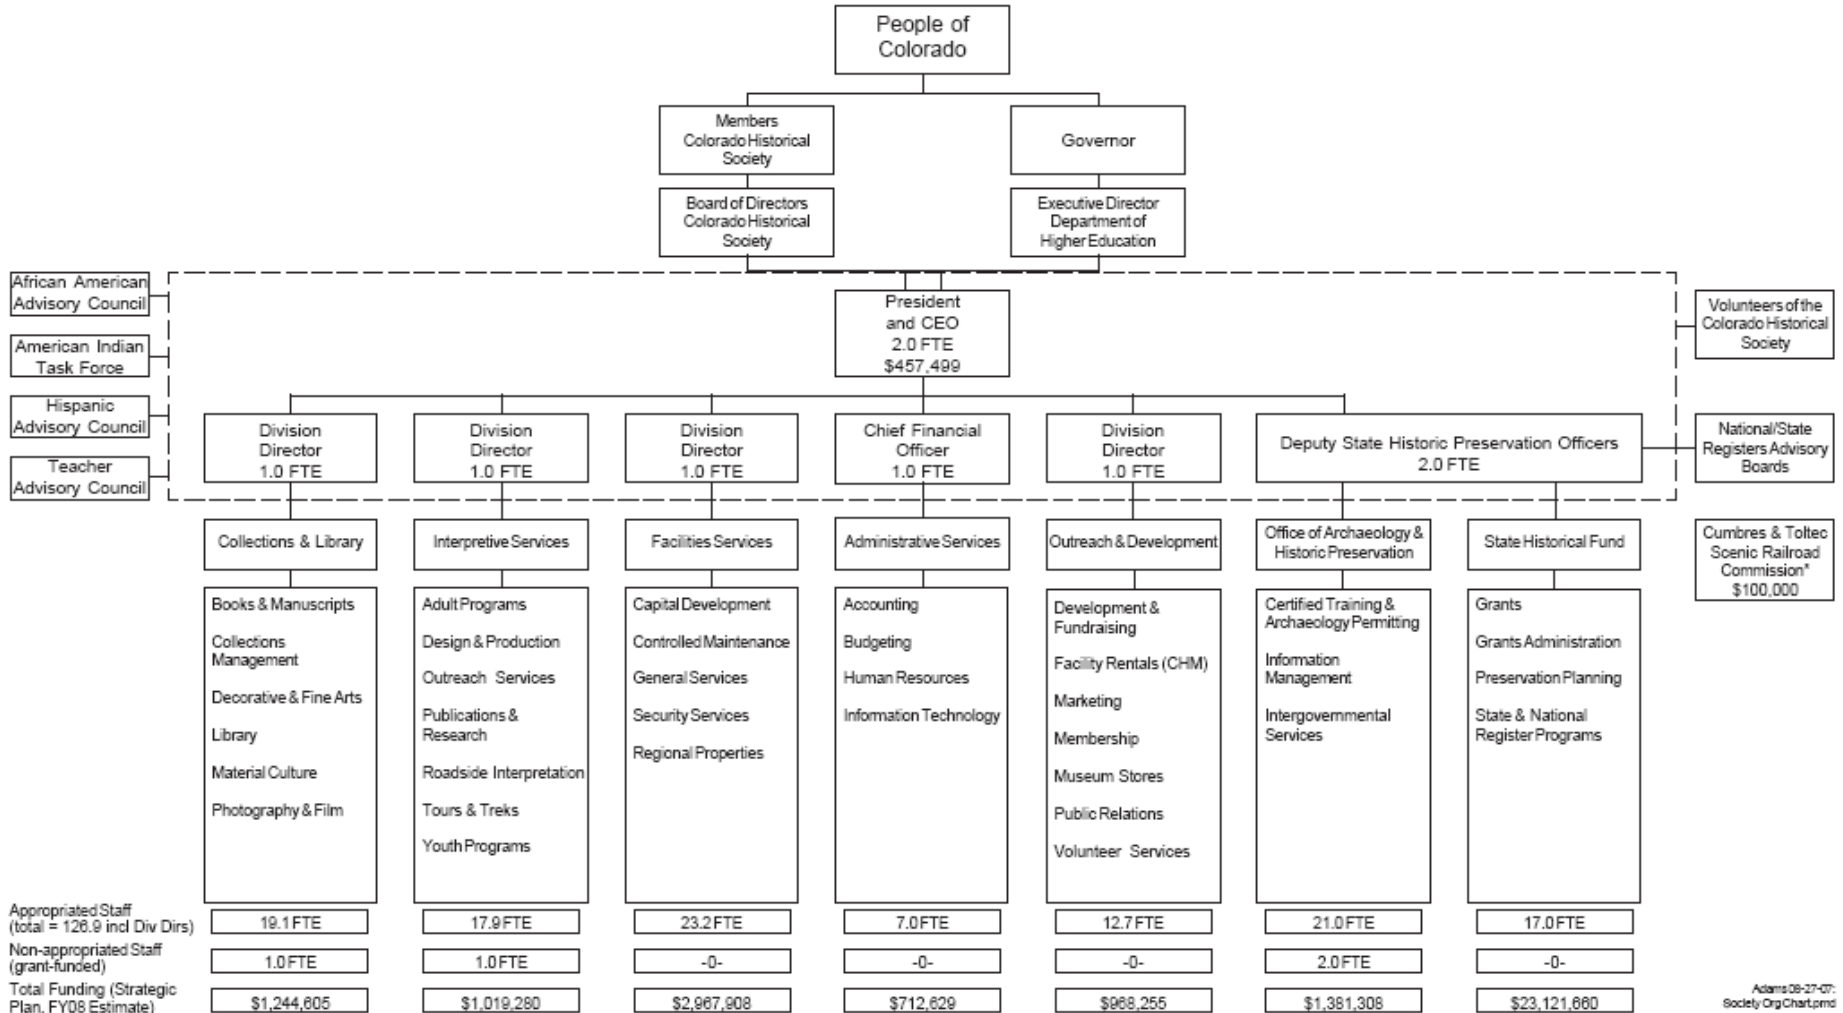 People of
Colorado
Members
Colorado Historical
Society
Governor
Board of Directors
Colorado Historical
Society
Executive Director
Department of
Higher Education
African American
Advisory Council
American Indian
Task Force
Hispanic
Advisory Council
Teacher
Advisory Council
President
and CEO
2.0 FTE
$457,499
Volunteers of the
Colorado Historical
Society
Division
Director
1.0 FTE
Division
Director
1.0 FTE
Division
Director
1.0 FTE
Chief Financial
Officer
1.0 FTE
Division
Director
1.0 FTE
Deputy State Historic Preservation Officers
2.0 FTE
National/State
Registers Advisory
Boards
Collections & Library
Interpretive Services
Facilities Services
Administrative Services
Outreach & Development
Office of Archaeology &
Historic Preservation
State Historical Fund
Cumbres & Toltec
Scenic Railroad
Commission*
$100,000
Books & Manuscripts
Collections
Management
Decorative & Fine Arts
Library
Material Culture
Photography & Film
Adult Programs
Design & Production
Outreach Services
Publications &
Research
Roadside Interpretation
Tours & Treks
Youth Programs
Capital Development
Controlled Maintenance
General Services
Security Services
Regional Properties
Accounting
Budgeting
Human Resources
Information Technology
Development &
Fundraising
Facility Rentals (CHM)
Marketing
Membership
Museum Stores
Public Relations
Volunteer Services
Certified Training &
Archaeology Permitting
Information
Management
Intergovernmental
Services
Grants
Grants Administration
Preservation Planning
State & National
Register Programs
Appropriated Staff
(total = 126.9 incl Div Dirs)
19.1 FTE
17.9 FTE
23.2 FTE
7.0 FTE
12.7 FTE
21.0 FTE
17.0 FTE
Non-appropriated Staff
(grant-funded)
1.0 FTE
1.0 FTE
-0-
-0-
-0-
2.0 FTE
-0-
Total Funding (Strategic
Plan, FY08 Estimate)
$1,244,605
$1,019,280
$2,967,908
$712,629
$968,255
$1,381,308
$23,121,660
Adams 08-27-07:
Society Org Chart.pmd